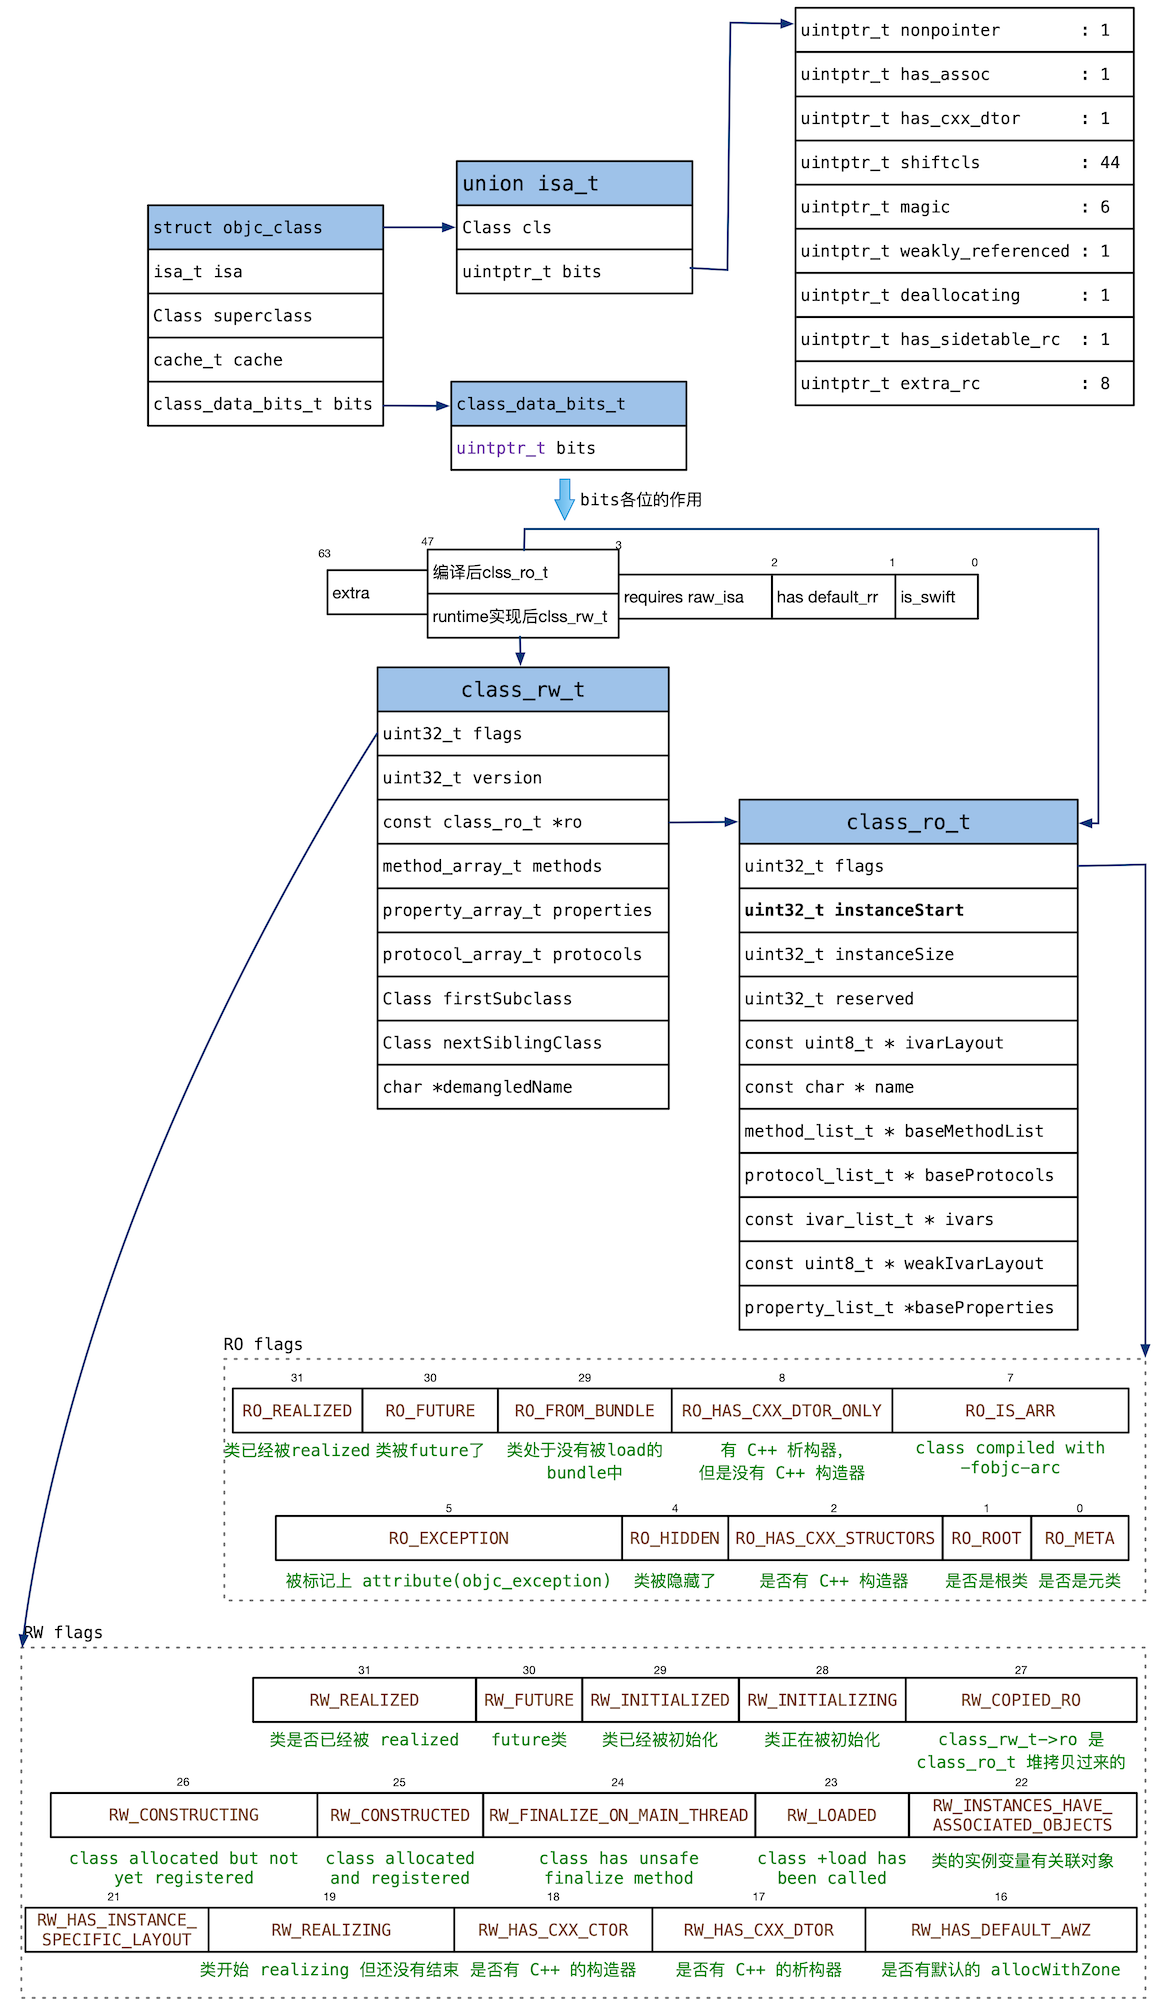 uintptr_t nonpointer : 1
uintptr_t has_assoc : 1
uintptr_t has_cxx_dtor : 1
uintptr_t shiftcls : 44
uintptr_t magic : 6
uintptr_t weakly_referenced : 1
uintptr_t deallocating : 1
uintptr_t has_sidetable_rc : 1
uintptr_t extra_rc : 8
union isa_t
Class cls
uintptr_t bits
struct objc_class
isa_t isa
Class superclass
cache_t cache
class_data_bits_t bits
class_data_bits_t
uintptr_t bits
bits各位的作用
63
47
3
2
1
0
extra
编译后clss_ro_t
runtime实现后clss_rw_t
requires raw_isa
has default_rr
is_swift
class_rw_t
uint32_t flags
uint32_t version
const class_ro_t *ro
method_array_t methods
property_array_t properties
protocol_array_t protocols
Class firstSubclass
Class nextSiblingClass
char *demangledName
class_ro_t
uint32_t flags
uint32_t instanceStart
uint32_t instanceSize
uint32_t reserved
const uint8_t * ivarLayout
const char * name
method_list_t * baseMethodList
protocol_list_t * baseProtocols
const ivar_list_t * ivars
const uint8_t * weakIvarLayout
property_list_t *baseProperties
RO flags
31
30
29
8
7
RO_REALIZED
RO_FUTURE
RO_FROM_BUNDLE
RO_HAS_CXX_DTOR_ONLY
RO_IS_ARR
类已经被realized
类被future了
类处于没有被load的
bundle中
有 C++ 析构器,
但是没有 C++ 构造器
class compiled with
-fobjc-arc
5
4
2
1
0
RO_EXCEPTION
RO_HIDDEN
RO_HAS_CXX_STRUCTORS
RO_ROOT
RO_META
被标记上 attribute(objc_exception)
类被隐藏了
是否有 C++ 构造器
是否是根类
是否是元类
RW flags
31
30
29
28
27
RW_REALIZED
RW_FUTURE
RW_INITIALIZED
RW_INITIALIZING
RW_COPIED_RO
类是否已经被 realized
future类
类已经被初始化
类正在被初始化
class_rw_t->ro 是
class_ro_t 堆拷贝过来的
26
25
24
23
22
RW_CONSTRUCTING
RW_CONSTRUCTED
RW_FINALIZE_ON_MAIN_THREAD
RW_LOADED
RW_INSTANCES_HAVE_
ASSOCIATED_OBJECTS
class allocated but not
yet registered
class allocated
and registered
class has unsafe
finalize method
class +load has
been called
类的实例变量有关联对象
21
19
18
17
16
RW_HAS_INSTANCE_
SPECIFIC_LAYOUT
RW_REALIZING
RW_HAS_CXX_CTOR
RW_HAS_CXX_DTOR
RW_HAS_DEFAULT_AWZ
类开始 realizing 但还没有结束
是否有 C++ 的构造器
是否有 C++ 的析构器
是否有默认的 allocWithZone